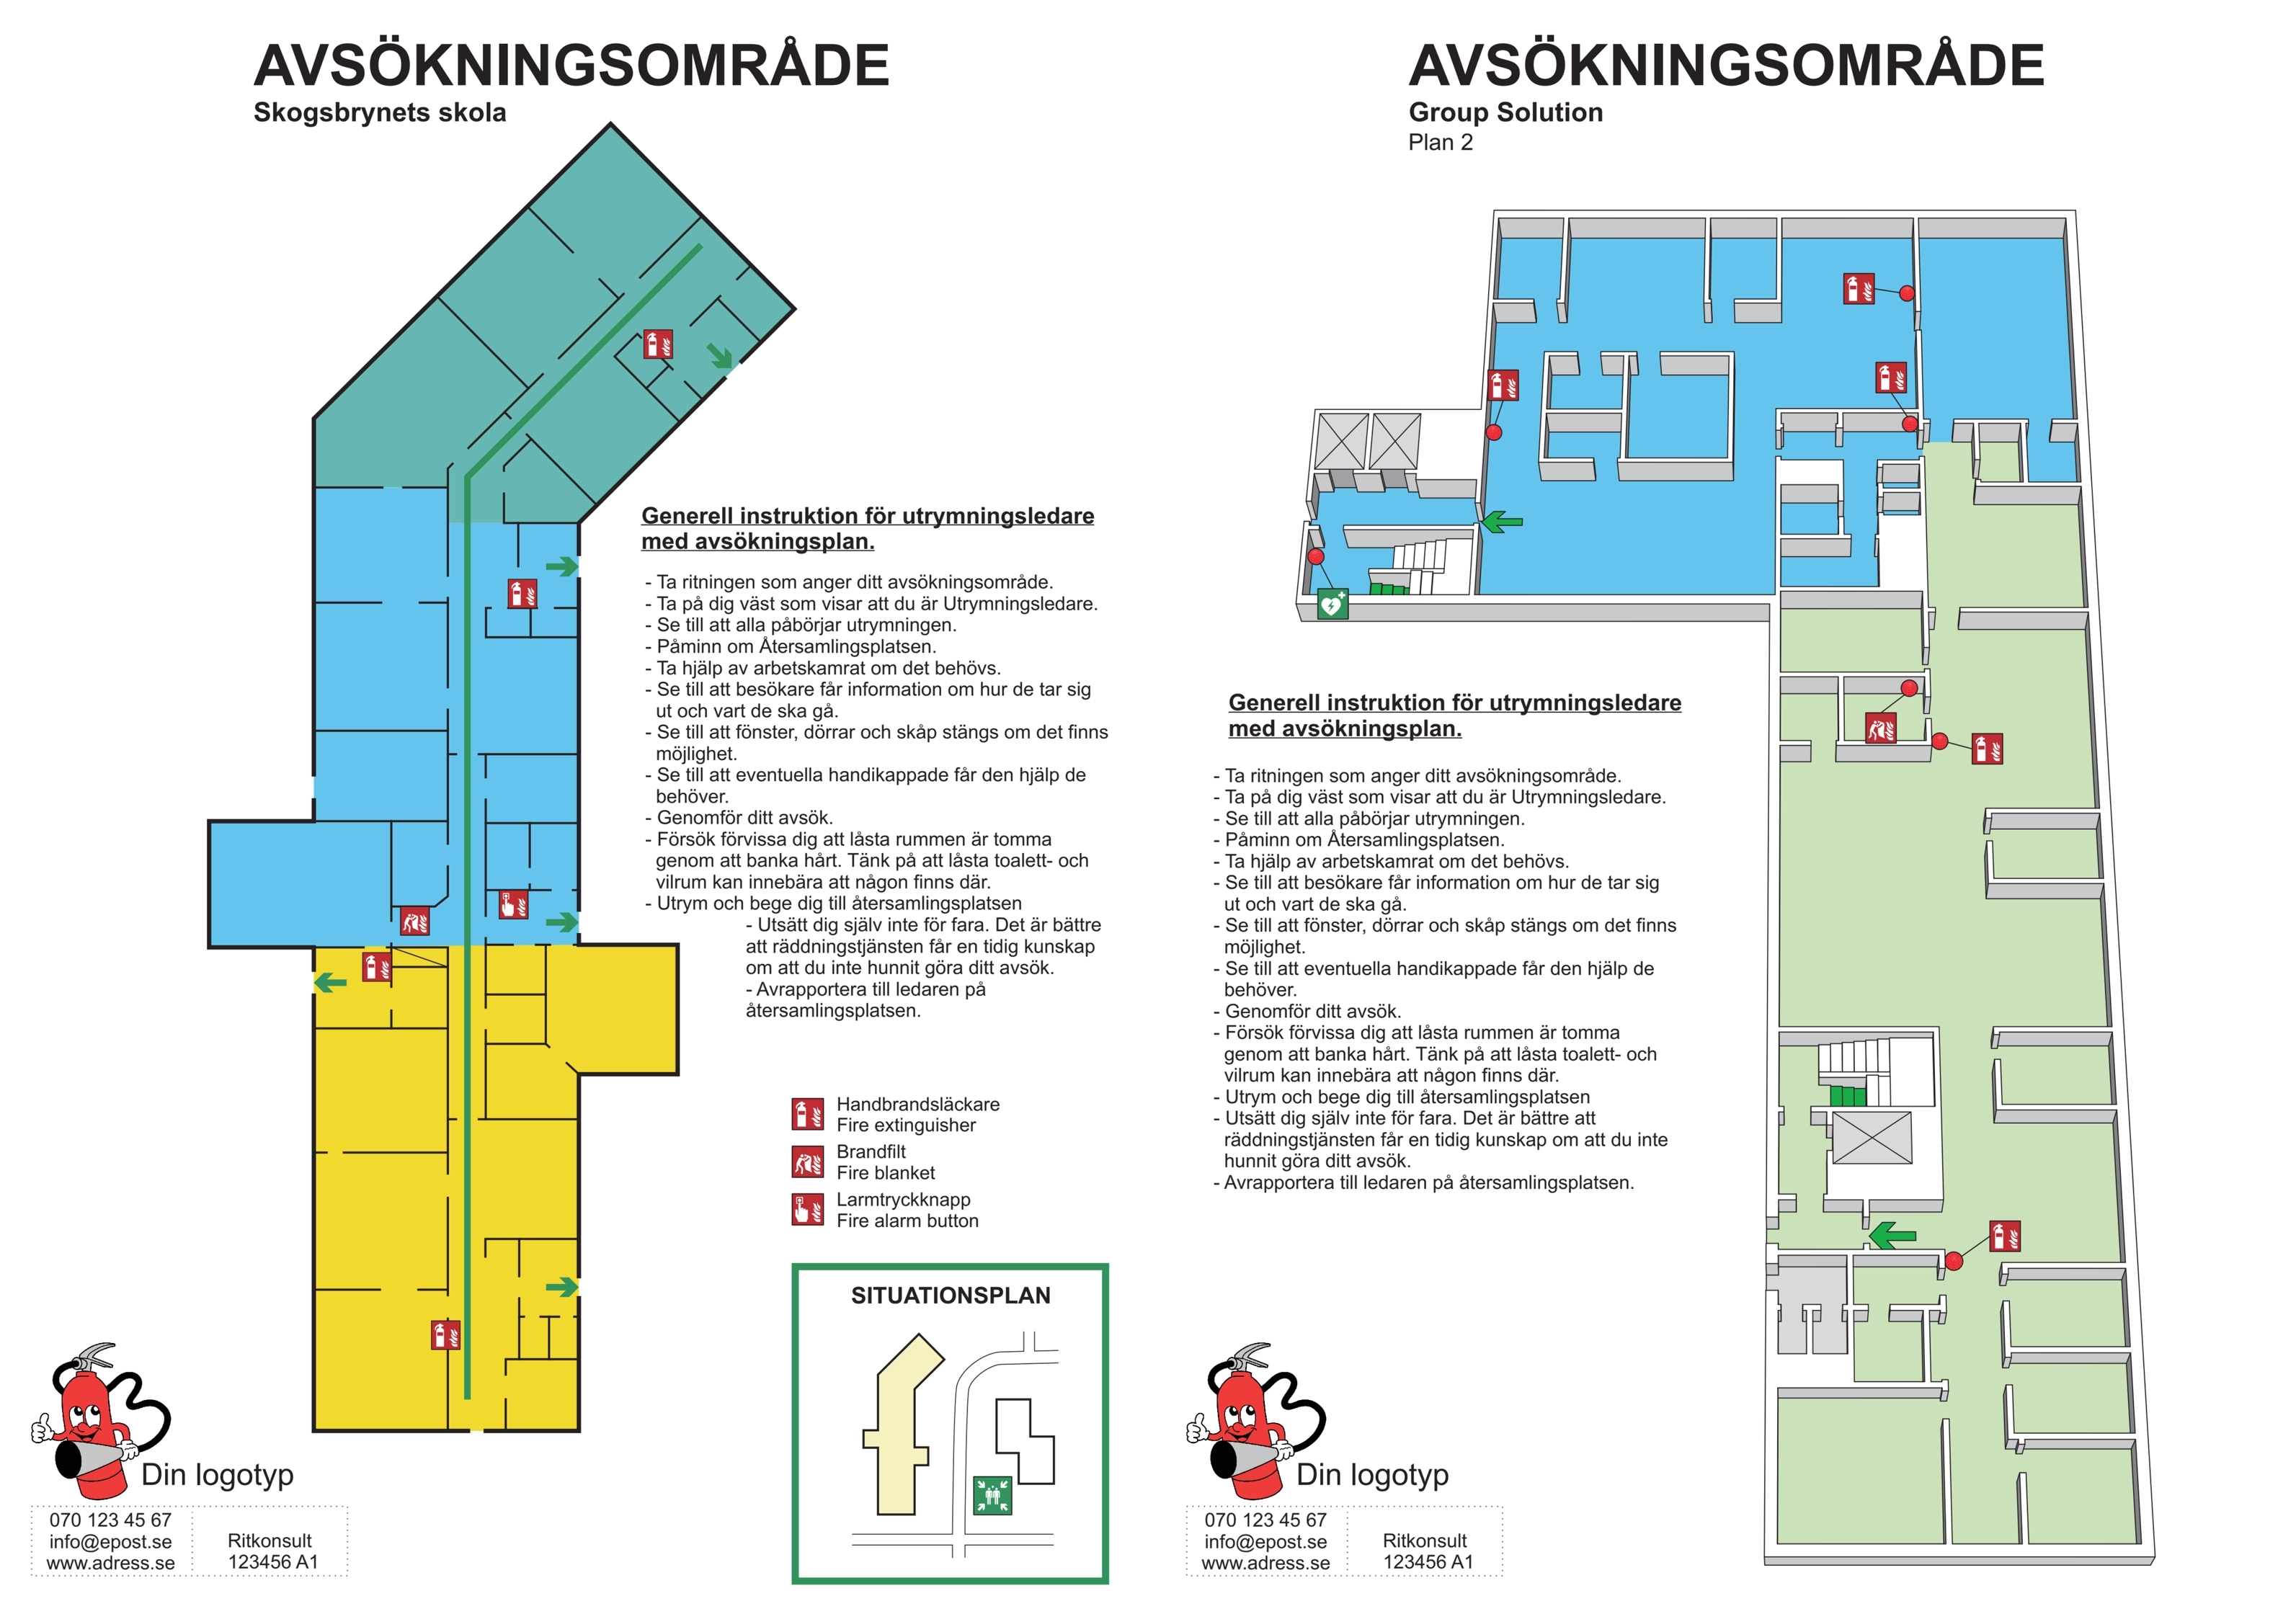 AVSÖKNINGSOMRÅDE
Skogsbrynets skola
Generell instruktion för utrymningsledare
med avsökningsplan.
- Ta ritningen som anger ditt avsökningsområde.
- Ta på dig väst som visar att du är Utrymningsledare.
- Se till att alla påbörjar utrymningen.
- Påminn om Återsamlingsplatsen.
- Ta hjälp av arbetskamrat om det behövs.
- Se till att besökare får information om hur de tar sig
ut och vart de ska gå.
- Se till att fönster, dörrar och skåp stängs om det finns
möjlighet.
- Se till att eventuella handikappade får den hjälp de
behöver.
- Genomför ditt avsök.
- Försök förvissa dig att låsta rummen är tomma
genom att banka hårt. Tänk på att låsta toalett- och
vilrum kan innebära att någon finns där.
- Utrym och bege dig till återsamlingsplatsen
- Utsätt dig själv inte för fara. Det är bättre
att räddningstjänsten får en tidig kunskap
om att du inte hunnit göra ditt avsök.
- Avrapportera till ledaren på
återsamlingsplatsen.
Handbrandsläckare
Fire extinguisher
Brandfilt
Fire blanket
Larmtryckknapp
Fire alarm button
SITUATIONSPLAN
Din logotyp
070 123 45 67
info@epost.se
www.adress.se
Ritkonsult
123456 A1
AVSÖKNINGSOMRÅDE
Group Solution
Plan 2
Generell instruktion för utrymningsledare
med avsökningsplan.
- Ta ritningen som anger ditt avsökningsområde.
- Ta på dig väst som visar att du är Utrymningsledare.
- Se till att alla påbörjar utrymningen.
- Påminn om Återsamlingsplatsen.
- Ta hjälp av arbetskamrat om det behövs.
- Se till att besökare får information om hur de tar sig
ut och vart de ska gå.
- Se till att fönster, dörrar och skåp stängs om det finns
möjlighet.
- Se till att eventuella handikappade får den hjälp de
behöver.
- Genomför ditt avsök.
- Försök förvissa dig att låsta rummen är tomma
genom att banka hårt. Tänk på att låsta toalett- och
vilrum kan innebära att någon finns där.
- Utrym och bege dig till återsamlingsplatsen
- Utsätt dig själv inte för fara. Det är bättre att
räddningstjänsten får en tidig kunskap om att du inte
hunnit göra ditt avsök.
- Avrapportera till ledaren på återsamlingsplatsen.
Din logotyp
070 123 45 67
info@epost.se
www.adress.se
Ritkonsult
123456 A1